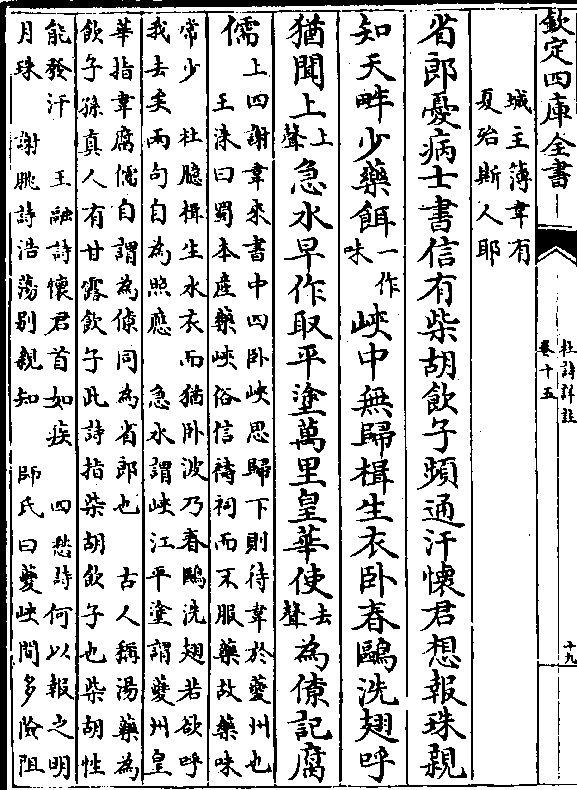 欽定四庫全書
杜詩詳註
卷十五
十九
城主簿韋有
夏殆斯人耶
省郎憂病士書信有柴胡飲子頻通汗懷君想報珠親
知天畔少藥餌一作味峽中無歸楫生衣卧春鷗洗翅呼
猶聞上上聲急水早作取平塗萬里皇華使去聲為僚記腐
儒
上四謝韋來書中四卧峽思歸下則待韋於䕫州也
王洙曰蜀本產藥峽俗信禱祠而不服藥故藥味
常少 杜臆楫生水衣而猶卧波乃春鷗洗翅若欲呼
我去矣兩句自為照應 急水謂峽江平塗謂䕫州皇
華指韋腐儒自謂為僚同為省郎也 古人稱湯藥為
飲子孫真人有甘露飲子此詩指柴胡飲子也柴胡性
能發汗 王融詩懷君首如疾 四愁詩何以報之明
月珠 謝朓詩浩蕩别親知 師氏曰䕫峽間多險阻